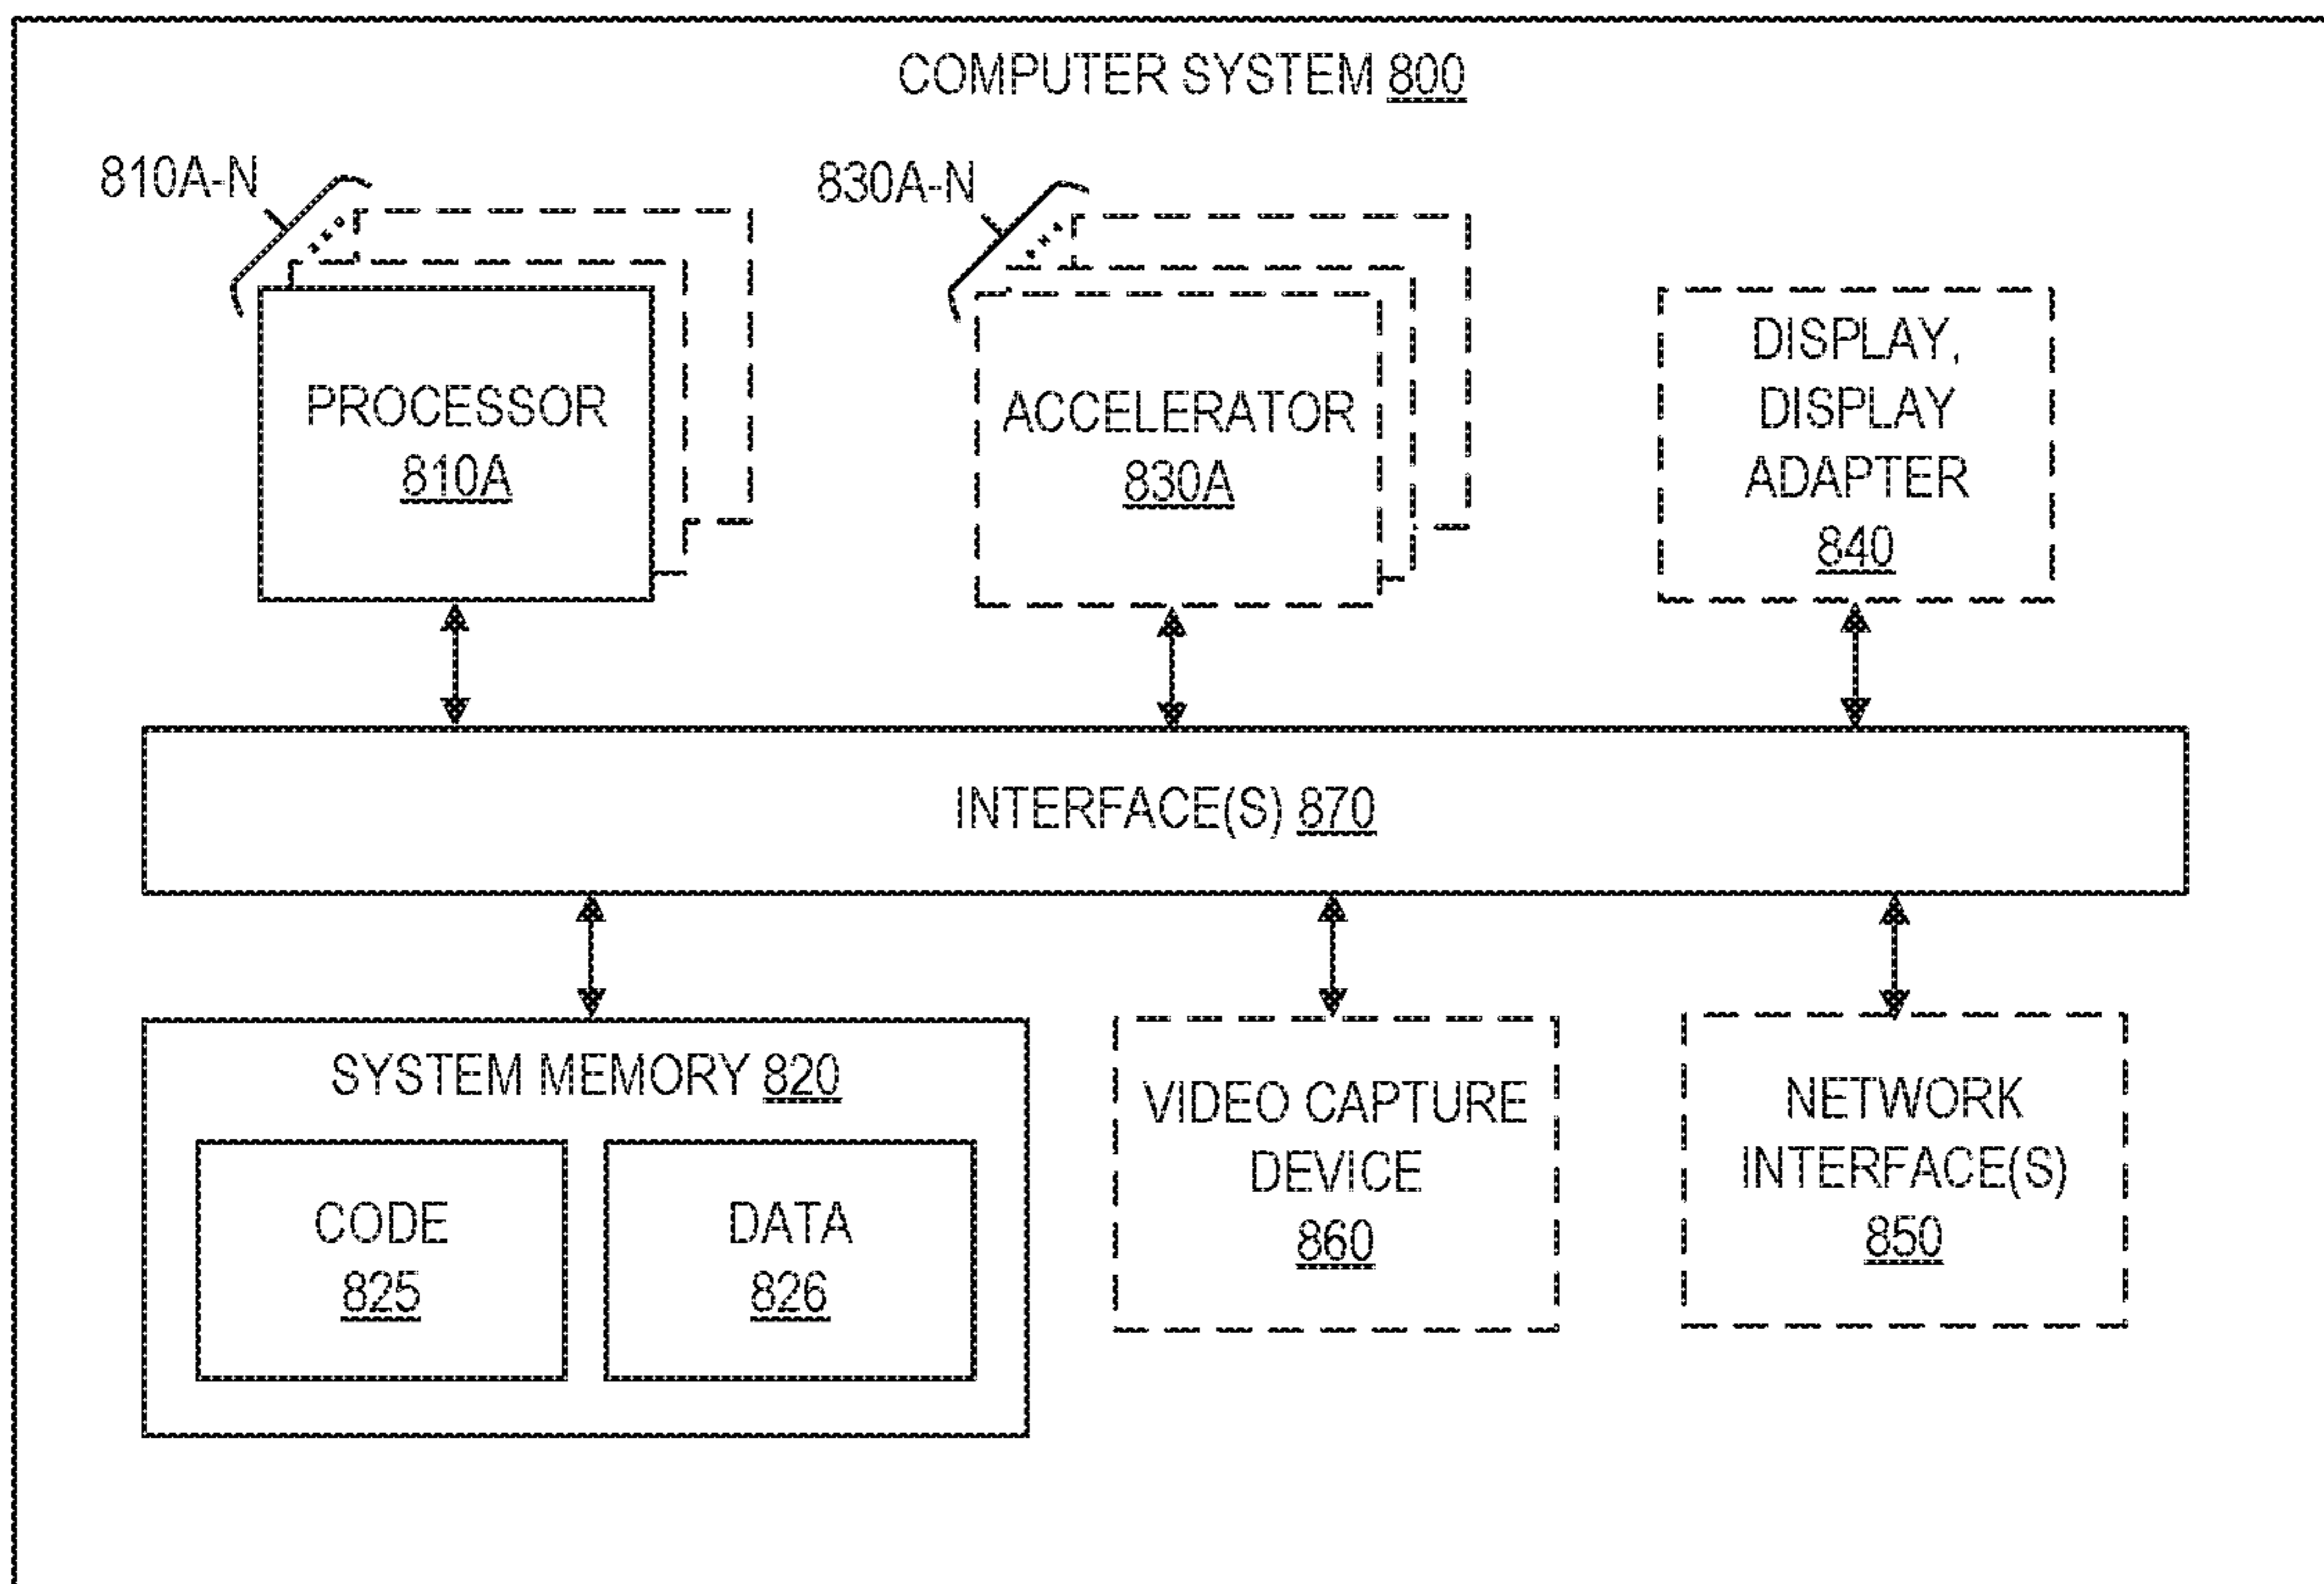 COMPUTER SYSTEM 800
810A-N
830A-N
PROCESSOR
810A
ACCELERATOR
830A
DISPLAY,
DISPLAY
ADAPTER
840
INTERFACE(S) 870
SYSTEM MEMORY 820
CODE
825
DATA
826
VIDEO CAPTURE
DEVICE
860
NETWORK
INTERFACE(S)
850